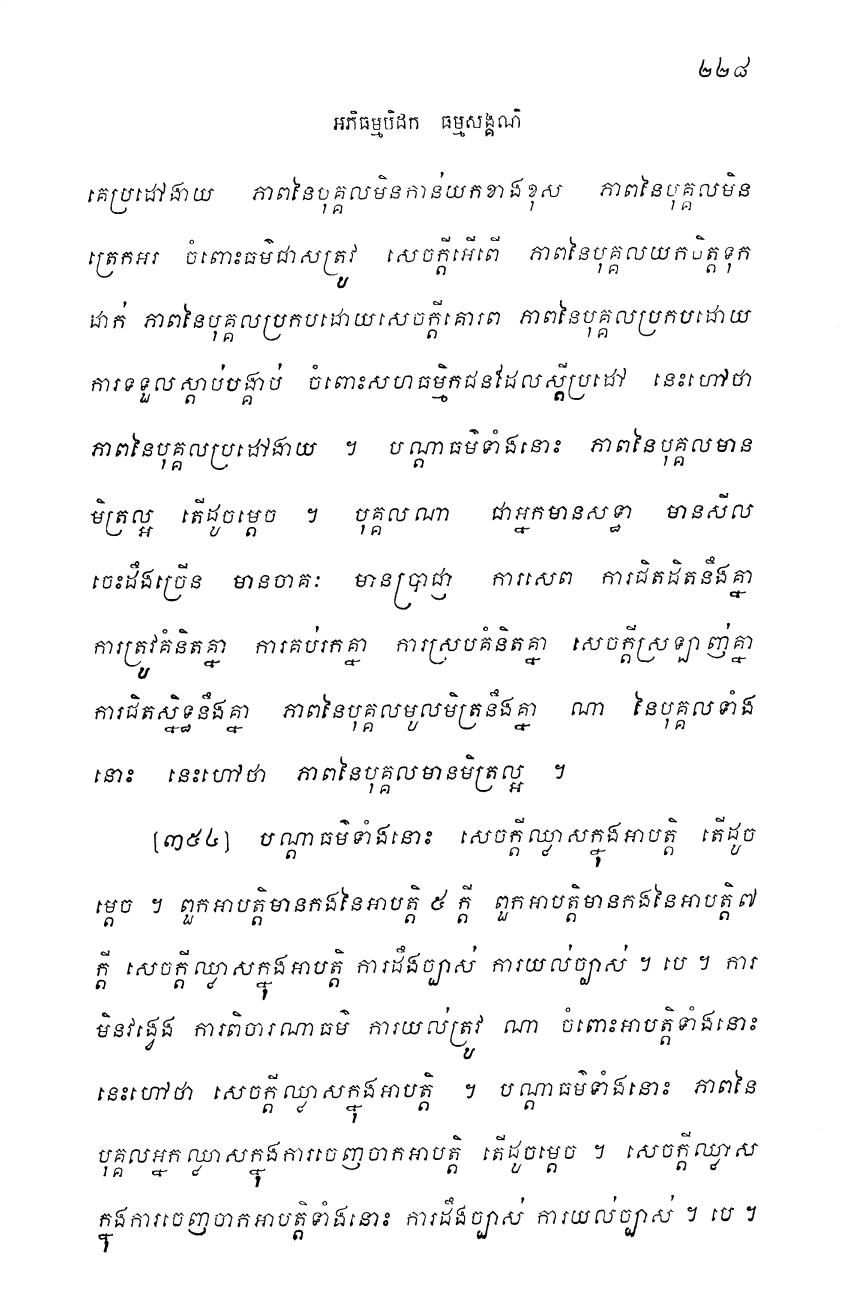 ២២៨
អភិធម្មបិដក ធម្មសង្គណិ
គេប្រដៅងាយ ភាពនៃបុគ្គលមិនកាន់យកខាងខុស ភាពនៃបុគ្គលមិន
ត្រេកអរ ចំពោះធម៌ជាសត្រូវ សេចក្តីអើពើ ភាពនៃបុគ្គលយកចិត្តទុក
ដាក់ ភាពនៃបុគ្គលប្រកបដោយសេចក្តីគោរព ភាពនៃបុគ្គលប្រកបដោយ
ការទទួលស្តាប់បង្គាប់ ចំពោះសហធម្មិកជនដែលស្តីប្រដៅ នេះហៅថា
ភាពនៃបុគ្គលប្រដៅងាយ ។ បណ្តាធម៌ទាំងនោះ ភាពនៃបុគ្គលមាន
មិត្រល្អ តើដូចម្តេច ។ បុគ្គលណា ជាអ្នកមានសទ្ធា មានសីល
ចេះដឹងច្រើន មានចាគៈ មានប្រាជ្ញា ការសេព ការជិតដិតនឹងគ្នា
ការត្រូវគំនិតគ្នា ការគប់រកគ្នា ការស្របគំនិតគ្នា សេចក្តីស្រឡាញ់គ្នា
ការជិតស្និទ្ធនឹងគ្នា ភាពនៃបុគ្គលមូលមិត្រនឹងគ្នា ណា នៃបុគ្គលទាំង
នោះ នេះហៅថា ភាពនៃបុគ្គលមានមិត្រល្អ ។
[៣៥៤] បណ្តាធម៌ទាំងនោះ សេចក្តីឈ្លាសក្នុងអាបត្តិ តើដូច
ម្តេច ។ ពួកអាបត្តិមានកងនៃអាបត្តិ ៥ ក្តី ពួកអាបត្តិមានកងនៃអាបត្តិ ៧
ក្តី សេចក្តីឈ្លាសក្នុងអាបត្តិ ការដឹងច្បាស់ ការយល់ច្បាស់ ។ បេ ។ ការ
មិនវង្វេង ការពិចារណាធម៌ ការយល់ត្រូវ ណា ចំពោះអាបត្តិទាំងនោះ
នេះហៅថា សេចក្តីឈ្លាសក្នុងអាបត្តិ ។ បណ្តាធម៌ទាំងនោះ ភាពនៃ
បុគ្គលអ្នកឈ្លាសក្នុងការចេញចាកអាបត្តិ តើដូចម្តេច ។ សេចក្តីឈ្លាស
ក្នុងការចេញចាកអាបត្តិទាំងនោះ ការដឹងច្បាស់ ការយល់ច្បាស់ ។ បេ ។